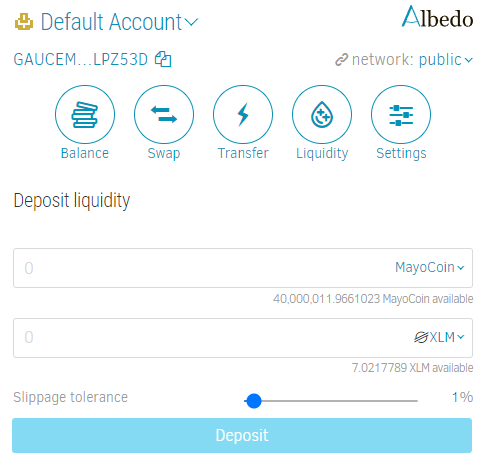 Default Account
Albedo
GAUCEM...LPZ53D
network: public
Balance
Swap
Transfer
Liquidity
Settings
Deposit liquidity
0 MayoCoin
40,000,011.9661023 MayoCoin available
0 XLM
7.0217789 XLM available
Slippage tolerance 1%
Deposit